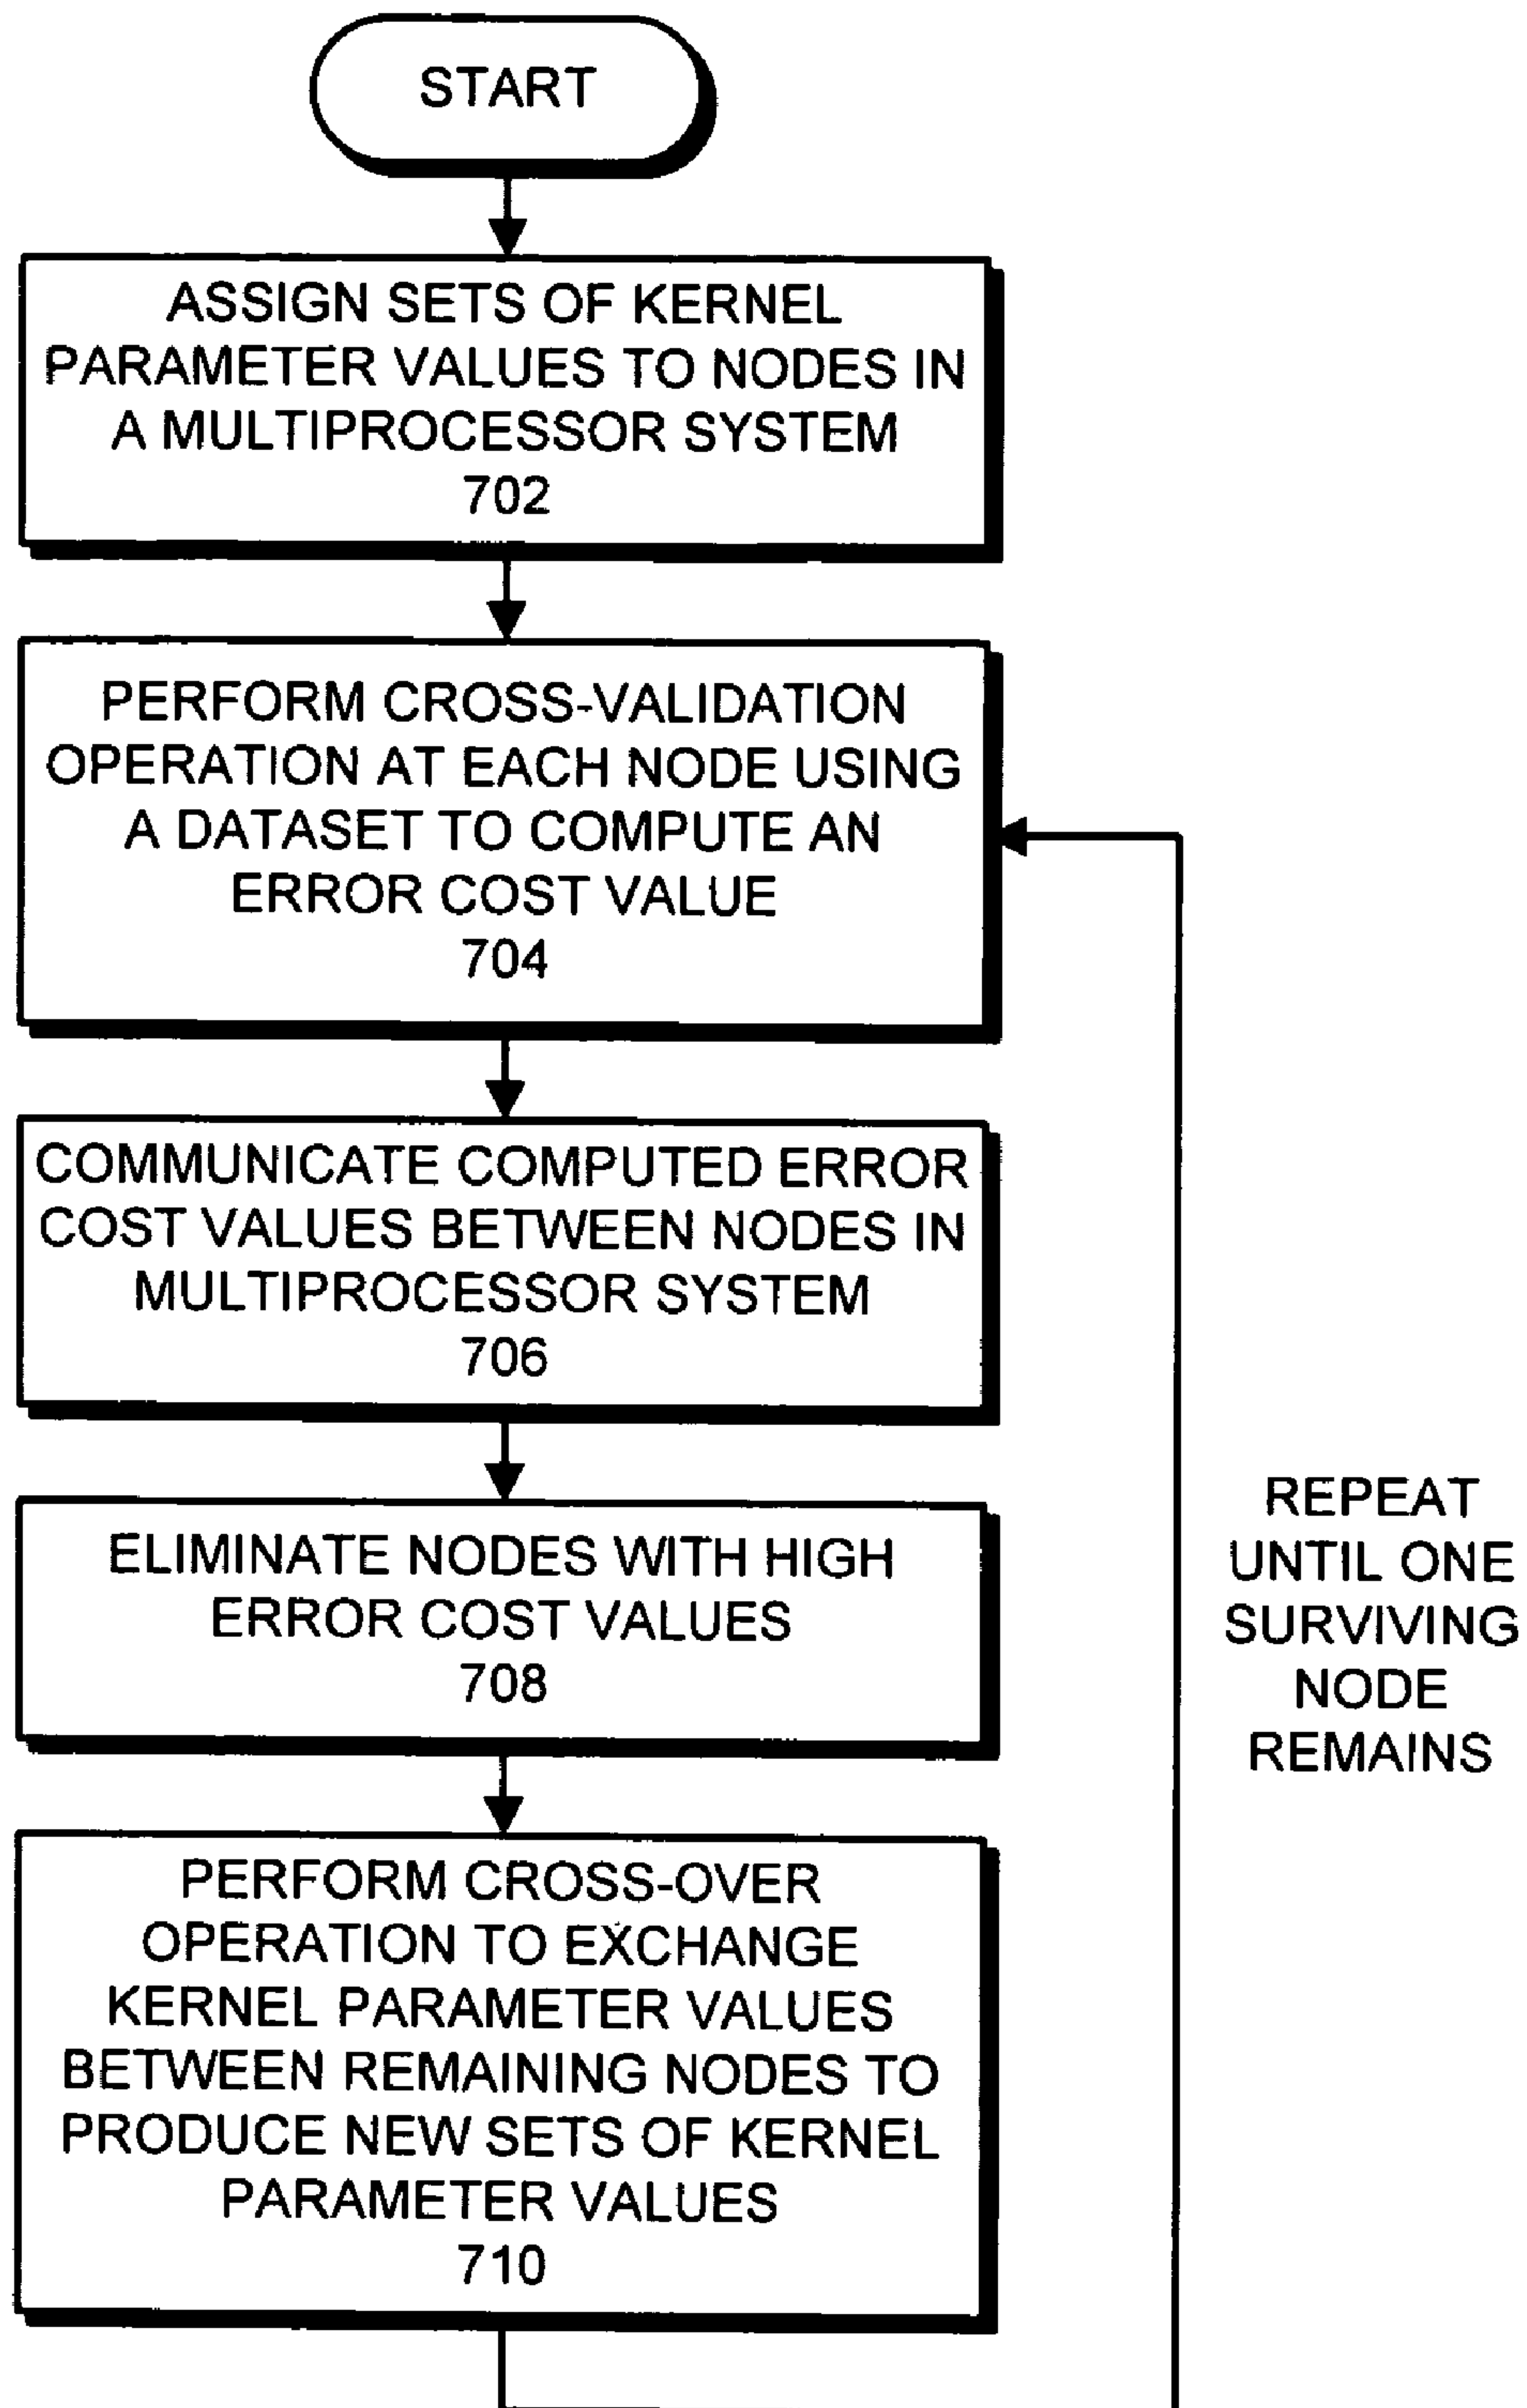 START
ASSIGN SETS OF KERNEL
PARAMETER VALUES TO NODES IN
A MULTIPROCESSOR SYSTEM
702
PERFORM CROSS-VALIDATION
OPERATION AT EACH NODE USING
A DATASET TO COMPUTE AN
ERROR COST VALUE
704
COMMUNICATE COMPUTED ERROR
COST VALUES BETWEEN NODES IN
MULTIPROCESSOR SYSTEM
706
ELIMINATE NODES WITH HIGH
ERROR COST VALUES
708
PERFORM CROSS-OVER
OPERATION TO EXCHANGE
KERNEL PARAMETER VALUES
BETWEEN REMAINING NODES TO
PRODUCE NEW SETS OF KERNEL
PARAMETER VALUES
710
REPEAT
UNTIL ONE
SURVIVING
NODE
REMAINS